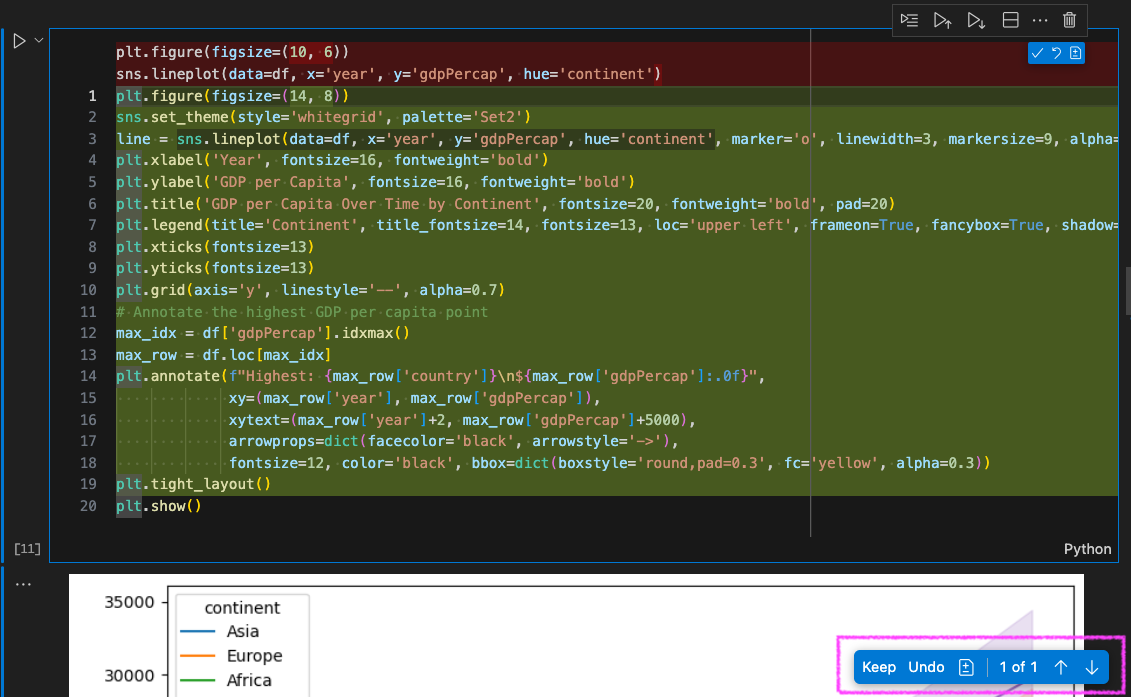 plt.figure(figsize=(10, 6))
sns.lineplot(data=df, x='year', y='gdpPercap', hue='continent')
1 plt.figure(figsize=(14, 8))
2 sns.set_theme(style='whitegrid', palette='Set2')
3 line = sns.lineplot(data=df, x='year', y='gdpPercap', hue='continent', marker='o', linewidth=3, markersize=9, alpha=
4 plt.xlabel('Year', fontsize=16, fontweight='bold')
5 plt.ylabel('GDP per Capita', fontsize=16, fontweight='bold')
6 plt.title('GDP per Capita Over Time by Continent', fontsize=20, fontweight='bold', pad=20)
7 plt.legend(title='Continent', title_fontsize=14, fontsize=13, loc='upper left', frameon=True, fancybox=True, shadow=
8 plt.xticks(fontsize=13)
9 plt.yticks(fontsize=13)
10 plt.grid(axis='y', linestyle='--', alpha=0.7)
11 # Annotate the highest GDP per capita point
12 max_idx = df['gdpPercap'].idxmax()
13 max_row = df.loc[max_idx]
14 plt.annotate(f"Highest: {max_row['country']}\n${max_row['gdpPercap']:.0f}",
15 xy=(max_row['year'], max_row['gdpPercap']),
16 xytext=(max_row['year']+2, max_row['gdpPercap']+5000),
17 arrowprops=dict(facecolor='black', arrowstyle='->'),
18 fontsize=12, color='black', bbox=dict(boxstyle='round,pad=0.3', fc='yellow', alpha=0.3))
19 plt.tight_layout()
20 plt.show()
[11]
Python
35000
continent
Asia
Europe
Africa
30000
Keep Undo 1 of 1